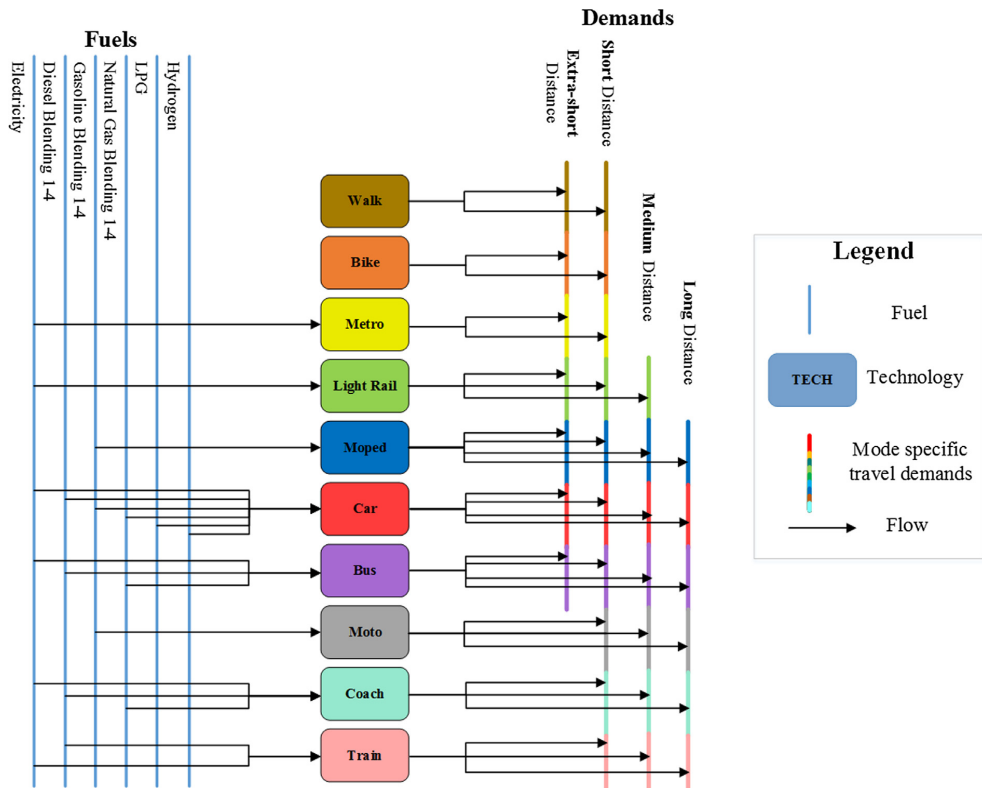 Demands
Fuels
Electricity
Diesel Blending 1-4
Gasoline Blending 1-4
Natural Gas Blending 1-4
LPG
Hydrogen
Extra-short
Distance
Short Distance
Medium Distance
Long Distance
Walk
Bike
Metro
Light Rail
Moped
Car
Bus
Moto
Coach
Train
Legend
Fuel
TECH
Technology
Mode specific
travel demands
Flow